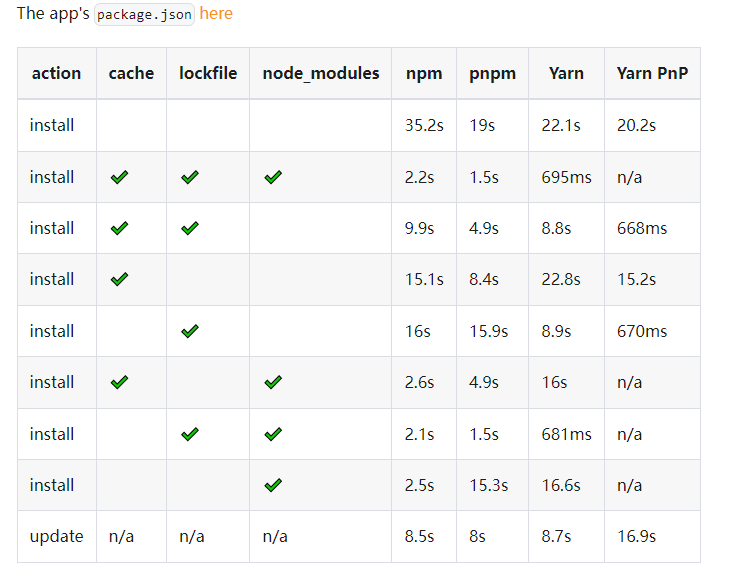 The app's package.json here
action cache lockfile node_modules npm pnpm Yarn Yarn PnP
install 35.2s 19s 22.1s 20.2s
install ✔ ✔ ✔ 2.2s 1.5s 695ms n/a
install ✔ ✔ 9.9s 4.9s 8.8s 668ms
install ✔ 15.1s 8.4s 22.8s 15.2s
install ✔ 16s 15.9s 8.9s 670ms
install ✔ ✔ 2.6s 4.9s 16s n/a
install ✔ ✔ 2.1s 1.5s 681ms n/a
install ✔ 2.5s 15.3s 16.6s n/a
update n/a n/a n/a 8.5s 8s 8.7s 16.9s